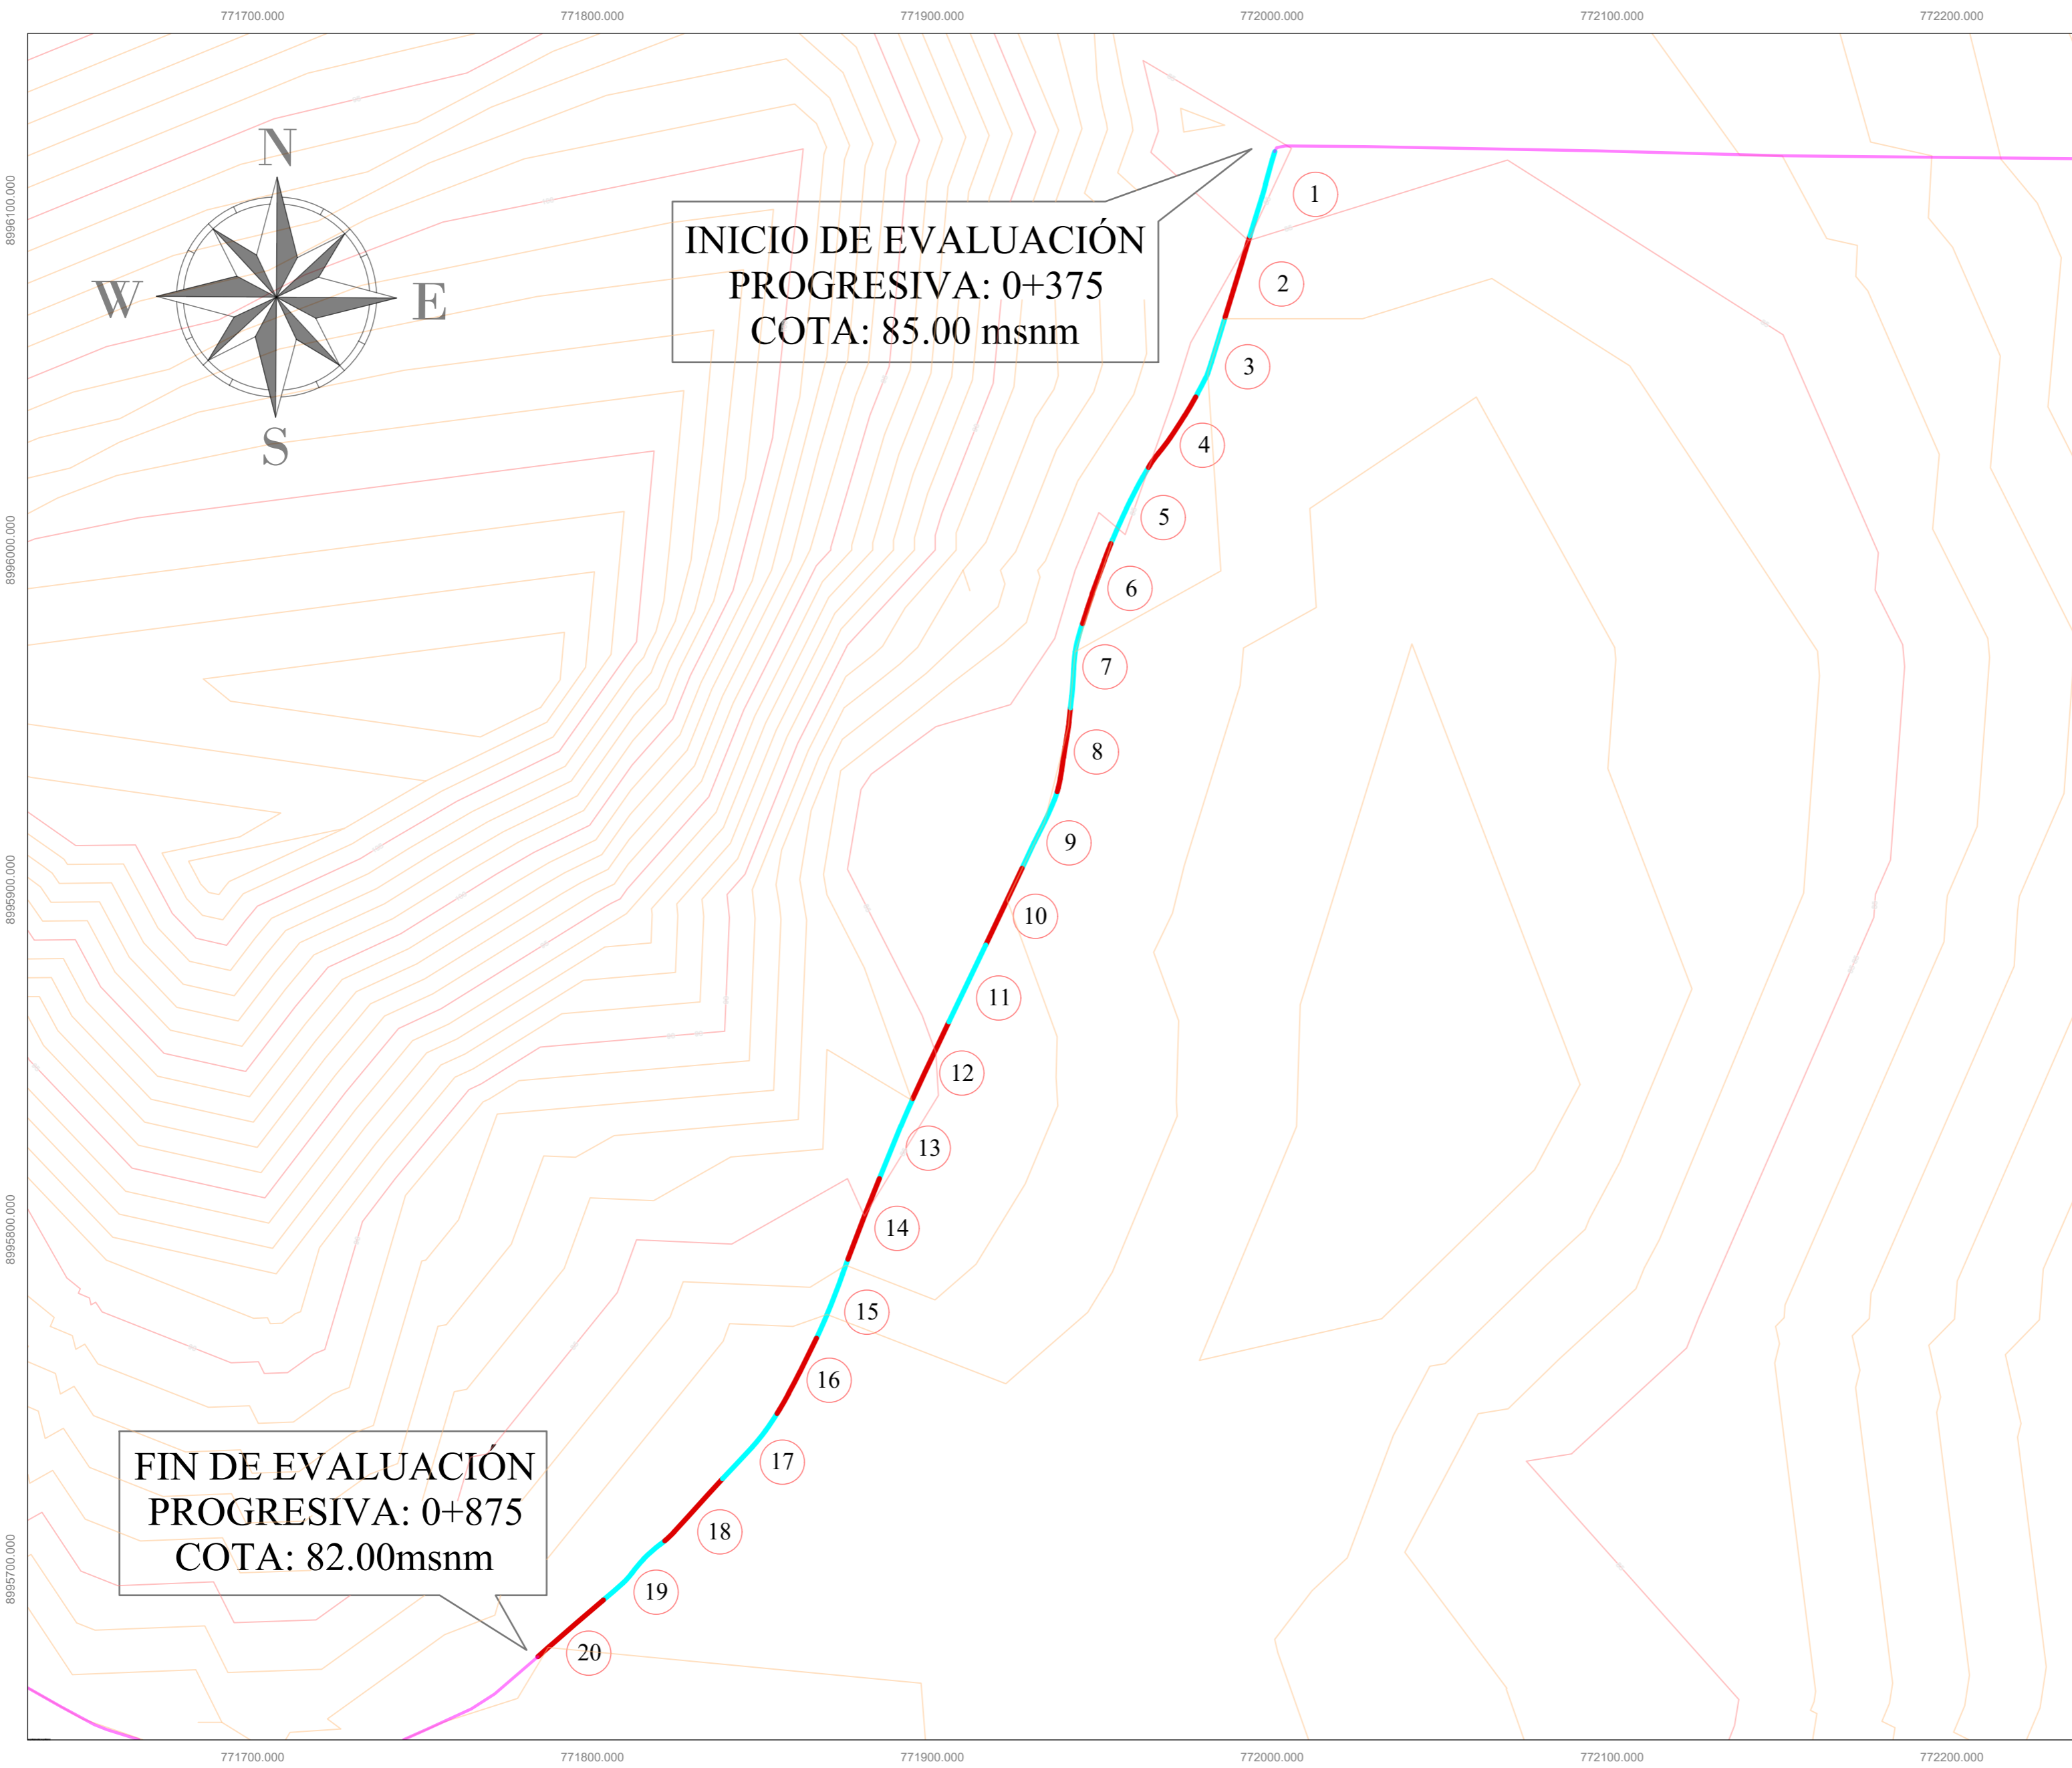 771700.000 771800.000 771900.000 772000.000 772100.000 772200.000
8996100.000
8996000.000
8995900.000
8995800.000
8995700.000
N
W
E
S
INICIO DE EVALUACIÓN
PROGRESIVA: 0+375
COTA: 85.00 msnm
1
2
3
4
5
6
7
8
9
10
11
12
13
14
15
16
17
18
19
20
FIN DE EVALUACIÓN
PROGRESIVA: 0+875
COTA: 82.00msnm
771700.000 771800.000 771900.000 772000.000 772100.000 772200.000